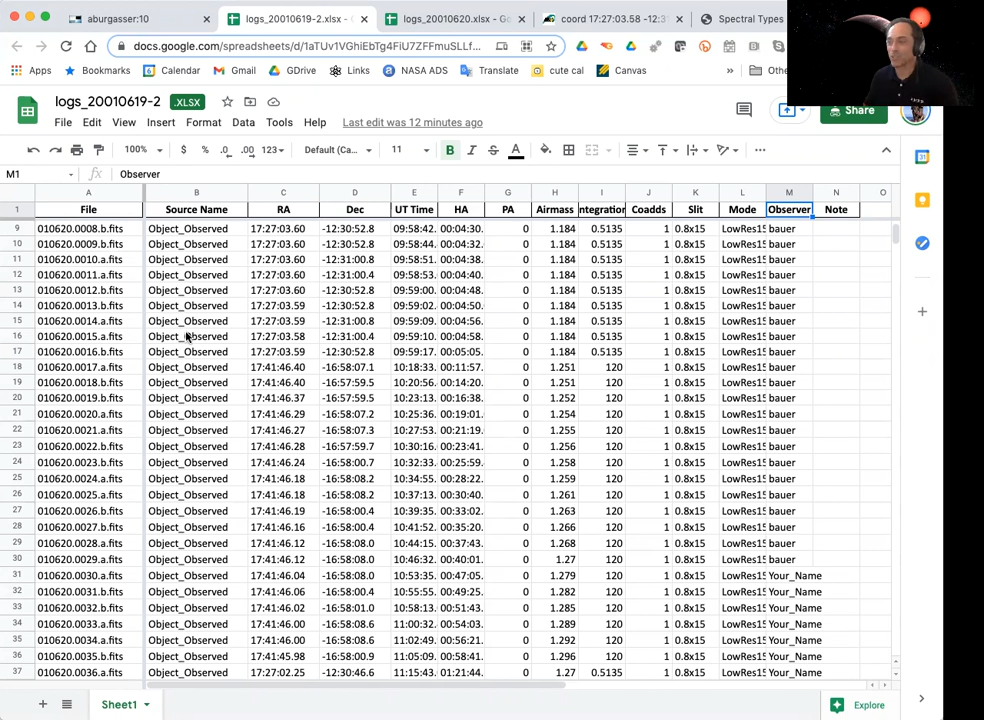 aburgasser:10
logs_20010619-2.xlsx - G
logs_20010620.xlsx - Go
coord 17:27:03.58 -12:3
Spectral Types
docs.google.com/spreadsheets/d/1aTUv1VGhiEbTg4FiU7ZFFmuSLLf...
Apps Bookmarks Calendar Gmail GDrive Links NASA ADS Translate cute cal Canvas » Othe
logs_20010619-2 .XLSX
Share
File Edit View Insert Format Data Tools Help Last edit was 12 minutes ago
100% $ % .0 .00 123 Default (Ca... 11 B I S A
M1 fx Observer
A B C D E F G H I J K L M N O
1 File Source Name RA Dec UT Time HA PA Airmass ntegration Coadds Slit Mode Observer Note
9 010620.0008.b.fits Object_Observed 17:27:03.60 -12:30:52.8 09:58:42. 00:04:30. 0 1.184 0.5135 1 0.8x15 LowRes15 bauer
10 010620.0009.b.fits Object_Observed 17:27:03.60 -12:30:52.8 09:58:44. 00:04:32. 0 1.184 0.5135 1 0.8x15 LowRes15 bauer
11 010620.0010.a.fits Object_Observed 17:27:03.60 -12:31:00.8 09:58:51. 00:04:38. 0 1.184 0.5135 1 0.8x15 LowRes15 bauer
12 010620.0011.a.fits Object_Observed 17:27:03.60 -12:31:00.4 09:58:53. 00:04:40. 0 1.184 0.5135 1 0.8x15 LowRes15 bauer
13 010620.0012.b.fits Object_Observed 17:27:03.60 -12:30:52.8 09:59:00. 00:04:48. 0 1.184 0.5135 1 0.8x15 LowRes15 bauer
14 010620.0013.b.fits Object_Observed 17:27:03.59 -12:30:52.8 09:59:02. 00:04:50. 0 1.184 0.5135 1 0.8x15 LowRes15 bauer
15 010620.0014.a.fits Object_Observed 17:27:03.59 -12:31:00.8 09:59:09. 00:04:56. 0 1.184 0.5135 1 0.8x15 LowRes15 bauer
16 010620.0015.a.fits Object_Observed 17:27:03.58 -12:31:00.4 09:59:10. 00:04:58. 0 1.184 0.5135 1 0.8x15 LowRes15 bauer
17 010620.0016.b.fits Object_Observed 17:27:03.59 -12:30:52.8 09:59:17. 00:05:05. 0 1.184 0.5135 1 0.8x15 LowRes15 bauer
18 010620.0017.a.fits Object_Observed 17:41:46.40 -16:58:07.1 10:18:33. 00:11:57. 0 1.251 120 1 0.8x15 LowRes15 bauer
19 010620.0018.b.fits Object_Observed 17:41:46.40 -16:57:59.5 10:20:56. 00:14:20. 0 1.251 120 1 0.8x15 LowRes15 bauer
20 010620.0019.b.fits Object_Observed 17:41:46.37 -16:57:59.5 10:23:13. 00:16:38. 0 1.252 120 1 0.8x15 LowRes15 bauer
21 010620.0020.a.fits Object_Observed 17:41:46.29 -16:58:07.2 10:25:36. 00:19:01. 0 1.254 120 1 0.8x15 LowRes15 bauer
22 010620.0021.a.fits Object_Observed 17:41:46.27 -16:58:07.3 10:27:53. 00:21:19. 0 1.255 120 1 0.8x15 LowRes15 bauer
23 010620.0022.b.fits Object_Observed 17:41:46.28 -16:57:59.7 10:30:16. 00:23:41. 0 1.256 120 1 0.8x15 LowRes15 bauer
24 010620.0023.b.fits Object_Observed 17:41:46.24 -16:58:00.7 10:32:33. 00:25:59. 0 1.258 120 1 0.8x15 LowRes15 bauer
25 010620.0024.a.fits Object_Observed 17:41:46.18 -16:58:08.2 10:34:55. 00:28:22. 0 1.259 120 1 0.8x15 LowRes15 bauer
26 010620.0025.a.fits Object_Observed 17:41:46.18 -16:58:08.2 10:37:13. 00:30:40. 0 1.261 120 1 0.8x15 LowRes15 bauer
27 010620.0026.b.fits Object_Observed 17:41:46.19 -16:58:00.4 10:39:35. 00:33:02. 0 1.263 120 1 0.8x15 LowRes15 bauer
28 010620.0027.b.fits Object_Observed 17:41:46.16 -16:58:00.4 10:41:52. 00:35:20. 0 1.266 120 1 0.8x15 LowRes15 bauer
29 010620.0028.a.fits Object_Observed 17:41:46.12 -16:58:08.0 10:44:15. 00:37:43. 0 1.268 120 1 0.8x15 LowRes15 bauer
30 010620.0029.a.fits Object_Observed 17:41:46.12 -16:58:08.0 10:46:32. 00:40:01. 0 1.27 120 1 0.8x15 LowRes15 bauer
31 010620.0030.a.fits Object_Observed 17:41:46.04 -16:58:08.0 10:53:35. 00:47:05. 0 1.279 120 1 0.8x15 LowRes15 Your_Name
32 010620.0031.b.fits Object_Observed 17:41:46.06 -16:58:00.4 10:55:55. 00:49:25. 0 1.282 120 1 0.8x15 LowRes15 Your_Name
33 010620.0032.b.fits Object_Observed 17:41:46.02 -16:58:01.0 10:58:13. 00:51:43. 0 1.285 120 1 0.8x15 LowRes15 Your_Name
34 010620.0033.a.fits Object_Observed 17:41:46.00 -16:58:08.6 11:00:32. 00:54:03. 0 1.289 120 1 0.8x15 LowRes15 Your_Name
35 010620.0034.a.fits Object_Observed 17:41:46.00 -16:58:08.6 11:02:49. 00:56:21. 0 1.292 120 1 0.8x15 LowRes15 Your_Name
36 010620.0035.b.fits Object_Observed 17:41:45.98 -16:58:00.9 11:05:09. 00:58:41. 0 1.296 120 1 0.8x15 LowRes15 Your_Name
37 010620.0036.a.fits Object_Observed 17:27:02.25 -12:30:46.6 11:15:43. 01:21:44. 0 1.27 0.5135 1 0.8x15 LowRes15 Your_Name
Sheet1
Explore